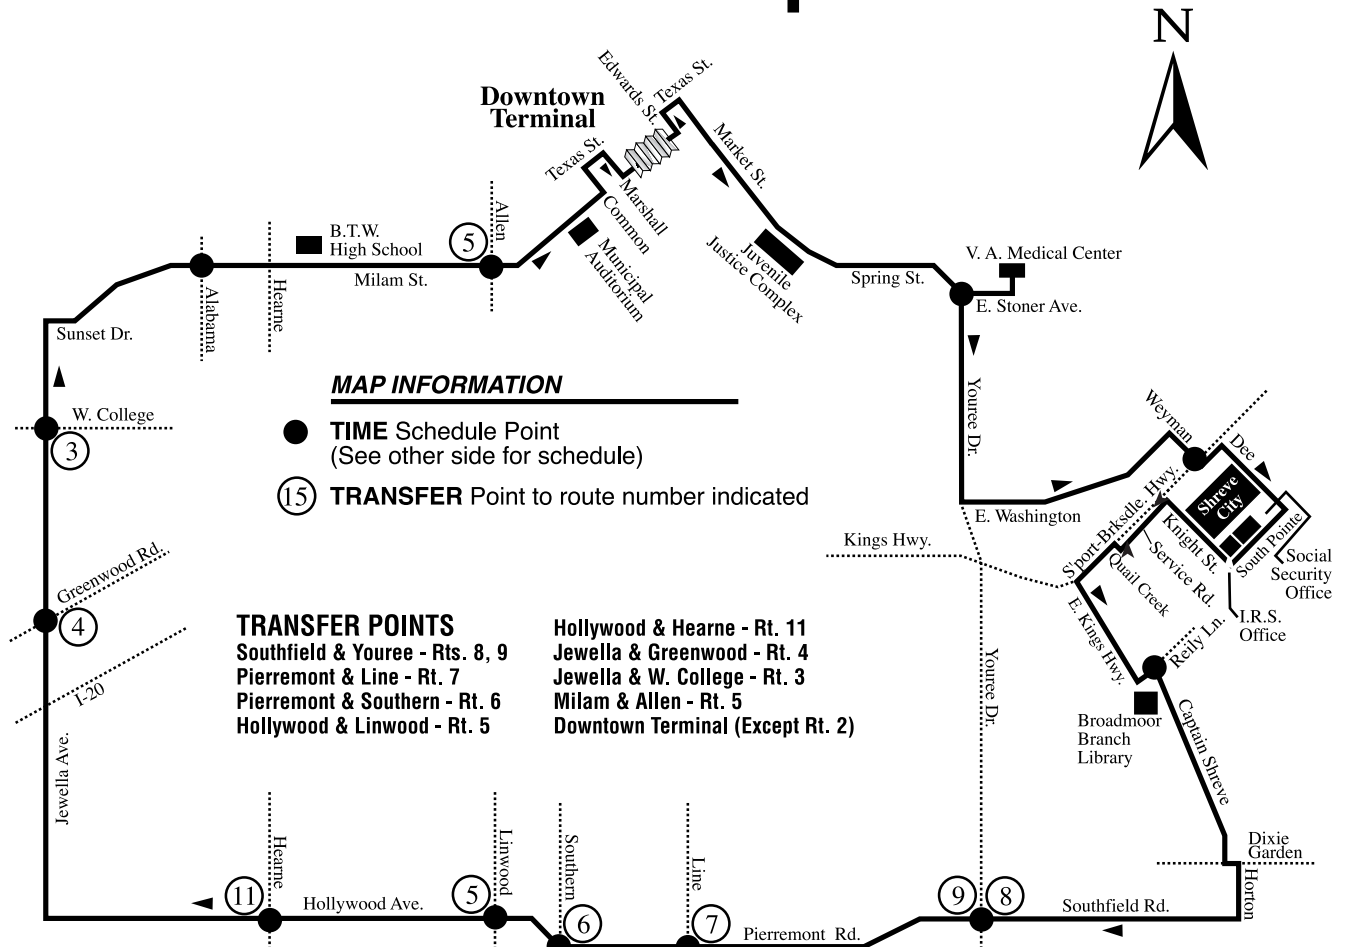 N
Downtown
Terminal
Edwards St.
Texas St.
Texas St.
Market St.
Marshall
Common
Municipal
Auditorium
Juvenile
Justice Complex
Allen
5
B.T.W.
High School
Milam St.
Hearne
Alabama
Sunset Dr.
Spring St.
V. A. Medical Center
E. Stoner Ave.
MAP INFORMATION
TIME Schedule Point
(See other side for schedule)
15 TRANSFER Point to route number indicated
W. College
3
Youree Dr.
E. Washington
Weyman
Dee
Shreve
City
S'port-Brksdle. Hwy.
Knight St.
Service Rd.
Quail Creek
South Pointe
Social
Security
Office
I.R.S.
Office
Kings Hwy.
E. Kings Hwy.
Reily Ln.
Greenwood Rd.
4
I-20
Jewella Ave.
TRANSFER POINTS
Southfield & Youree - Rts. 8, 9
Pierremont & Line - Rt. 7
Pierremont & Southern - Rt. 6
Hollywood & Linwood - Rt. 5
Hollywood & Hearne - Rt. 11
Jewella & Greenwood - Rt. 4
Jewella & W. College - Rt. 3
Milam & Allen - Rt. 5
Downtown Terminal (Except Rt. 2)
Youree Dr.
Broadmoor
Branch
Library
Captain Shreve
Dixie
Garden
Horton
Hearne
11
Hollywood Ave.
Linwood
5
Southern
6
Line
7
Pierremont Rd.
9
8
Southfield Rd.